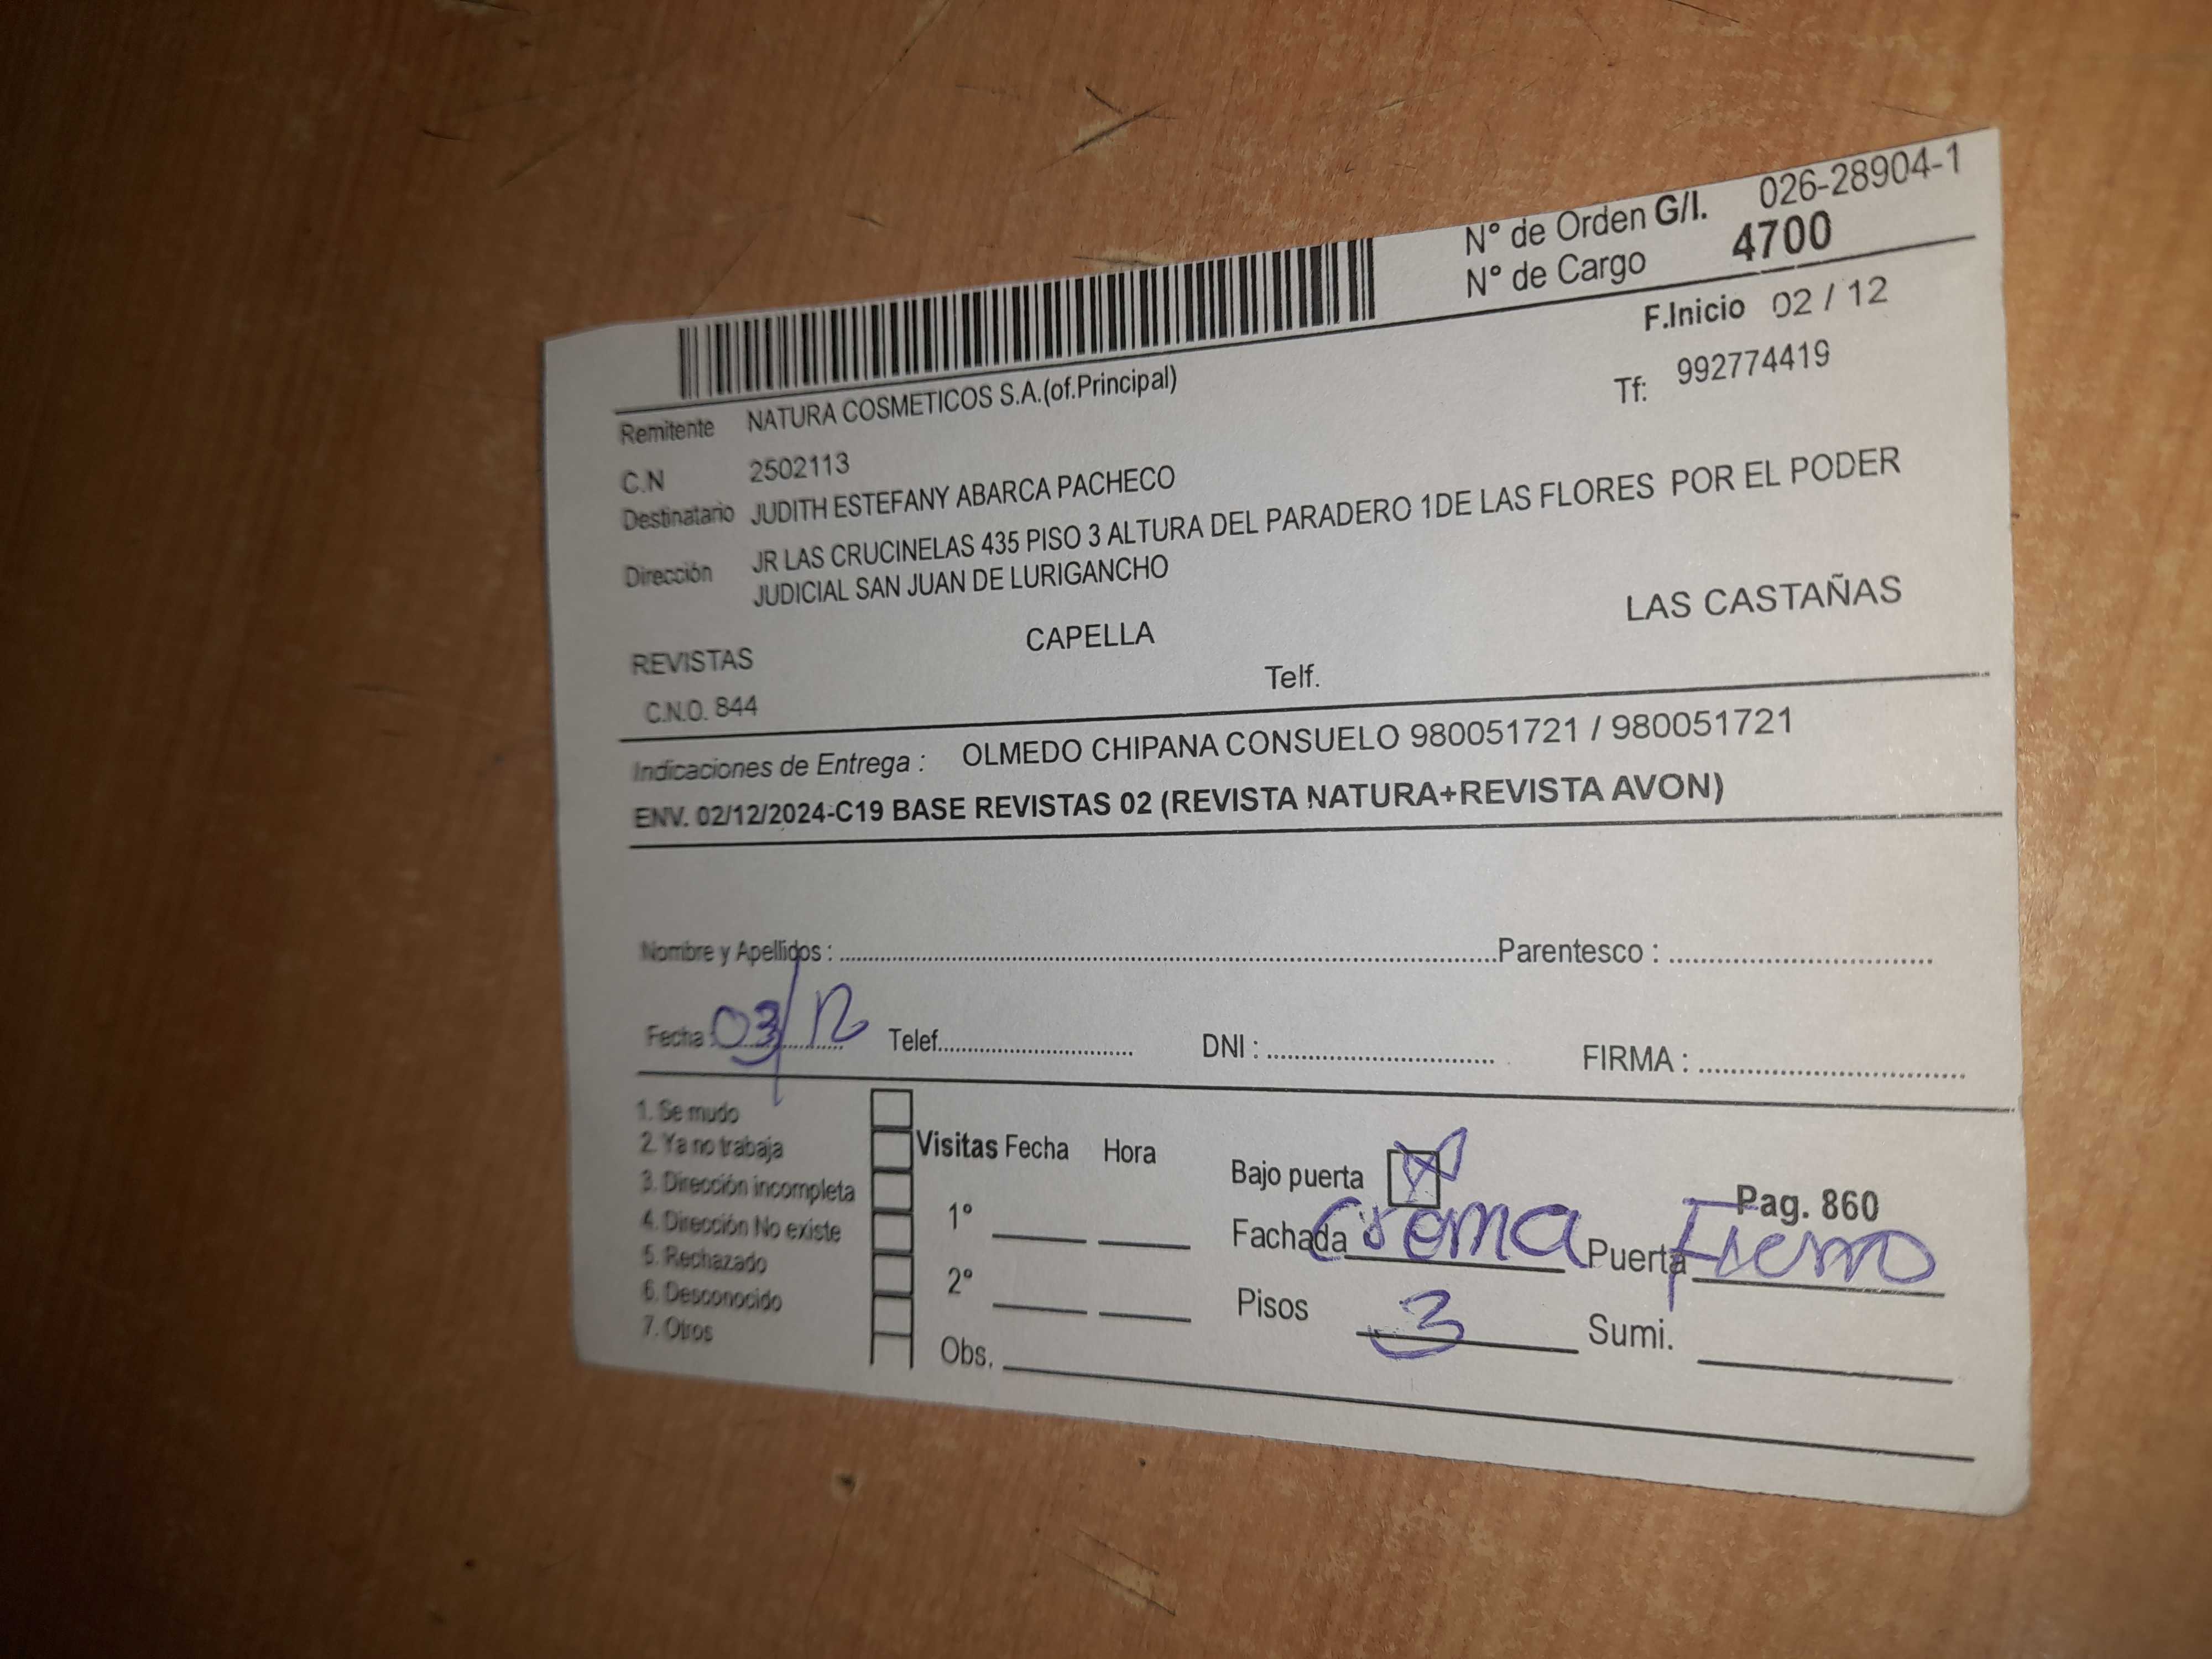 N° de Orden G/I. 026-28904-1
N° de Cargo 4700
F.Inicio 02 / 12
Remitente NATURA COSMETICOS S.A.(of.Principal) Tf: 992774419
C.N 2502113
Destinatario JUDITH ESTEFANY ABARCA PACHECO
Dirección JR LAS CRUCINELAS 435 PISO 3 ALTURA DEL PARADERO 1DE LAS FLORES POR EL PODER
JUDICIAL SAN JUAN DE LURIGANCHO
REVISTAS CAPELLA LAS CASTAÑAS
C.N.O. 844 Telf.
Indicaciones de Entrega : OLMEDO CHIPANA CONSUELO 980051721 / 980051721
ENV. 02/12/2024-C19 BASE REVISTAS 02 (REVISTA NATURA+REVISTA AVON)
Nombre y Apellidos : Parentesco :
Fecha : 03/12 Telef. DNI : FIRMA :
1. Se mudo
2. Ya no trabaja
3. Dirección incompleta
4. Dirección No existe
5. Rechazado
6. Desconocido
7. Otros
Visitas Fecha Hora
1°
2°
Obs.
Bajo puerta X Pag. 860
Fachada Crema Puerta Fierro
Pisos 3 Sumi.